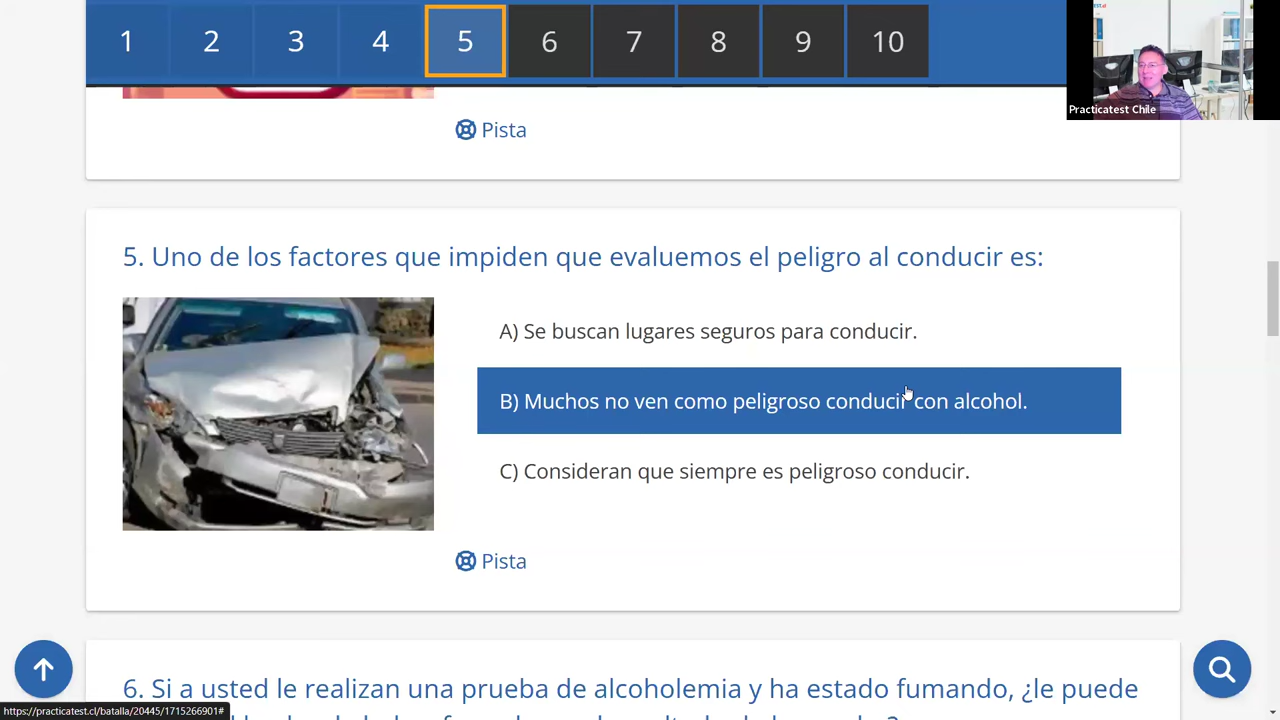 1 2 3 4 5 6 7 8 9 10
Practicatest Chile
Pista
5. Uno de los factores que impiden que evaluemos el peligro al conducir es:
A) Se buscan lugares seguros para conducir.
B) Muchos no ven como peligroso conducir con alcohol.
C) Consideran que siempre es peligroso conducir.
Pista
6. Si a usted le realizan una prueba de alcoholemia y ha estado fumando, ¿le puede
https://practicatest.cl/batalla/20445/1715266901#